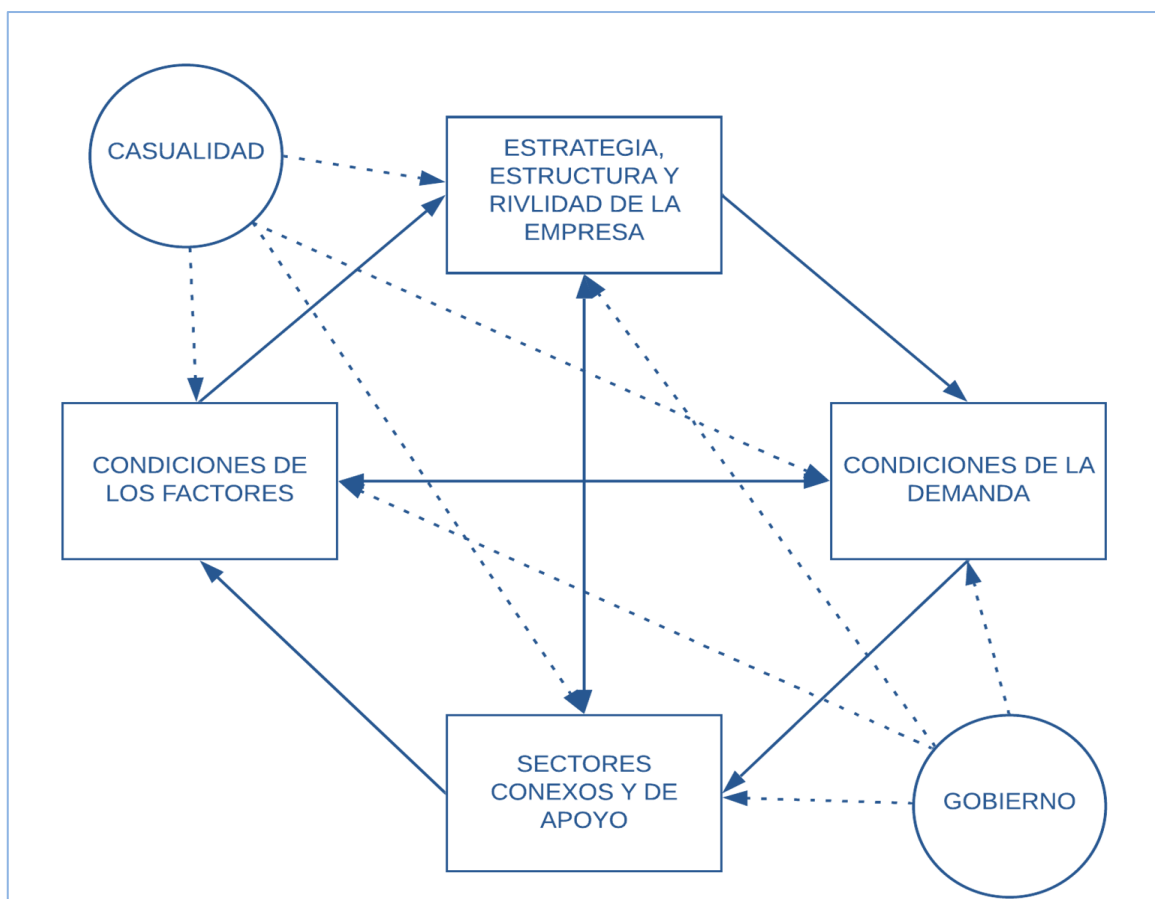 CASUALIDAD
ESTRATEGIA,
ESTRUCTURA Y
RIVLIDAD DE LA
EMPRESA
CONDICIONES DE
LOS FACTORES
CONDICIONES DE LA
DEMANDA
SECTORES
CONEXOS Y DE
APOYO
GOBIERNO